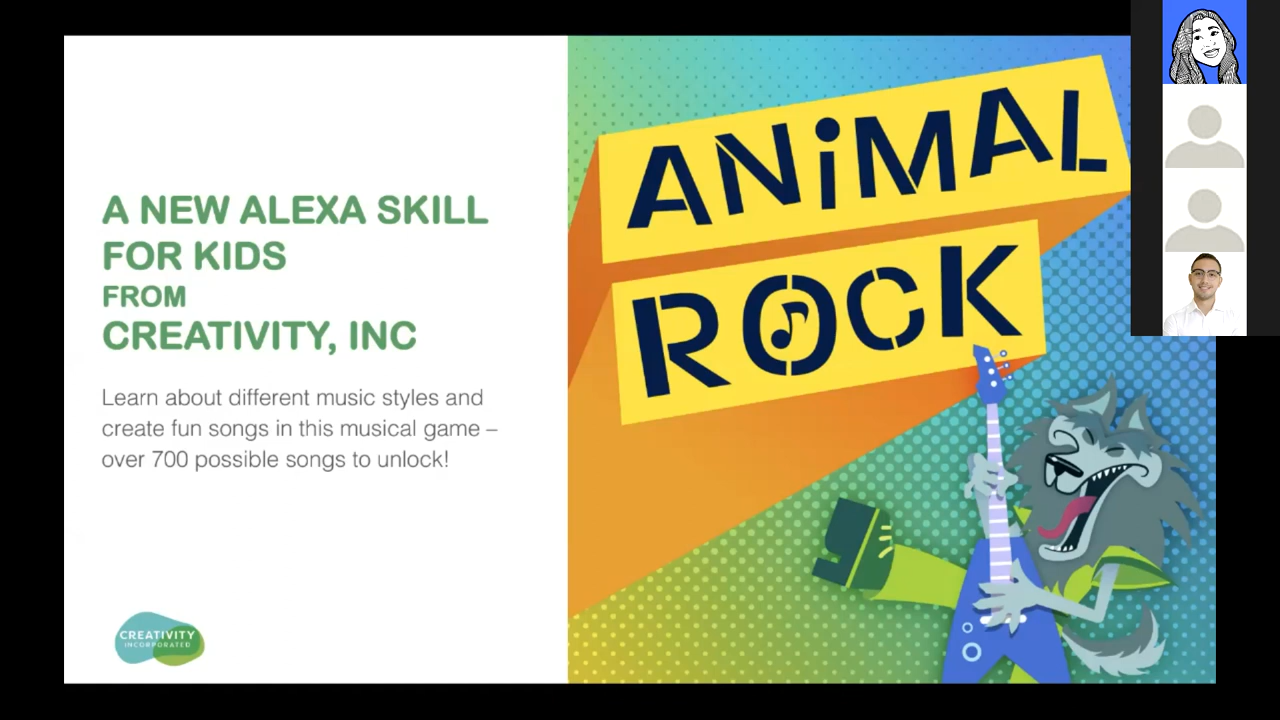 A NEW ALEXA SKILL
FOR KIDS
FROM
CREATIVITY, INC
Learn about different music styles and
create fun songs in this musical game –
over 700 possible songs to unlock!
CREATIVITY
INCORPORATED
ANiMAL
ROCK